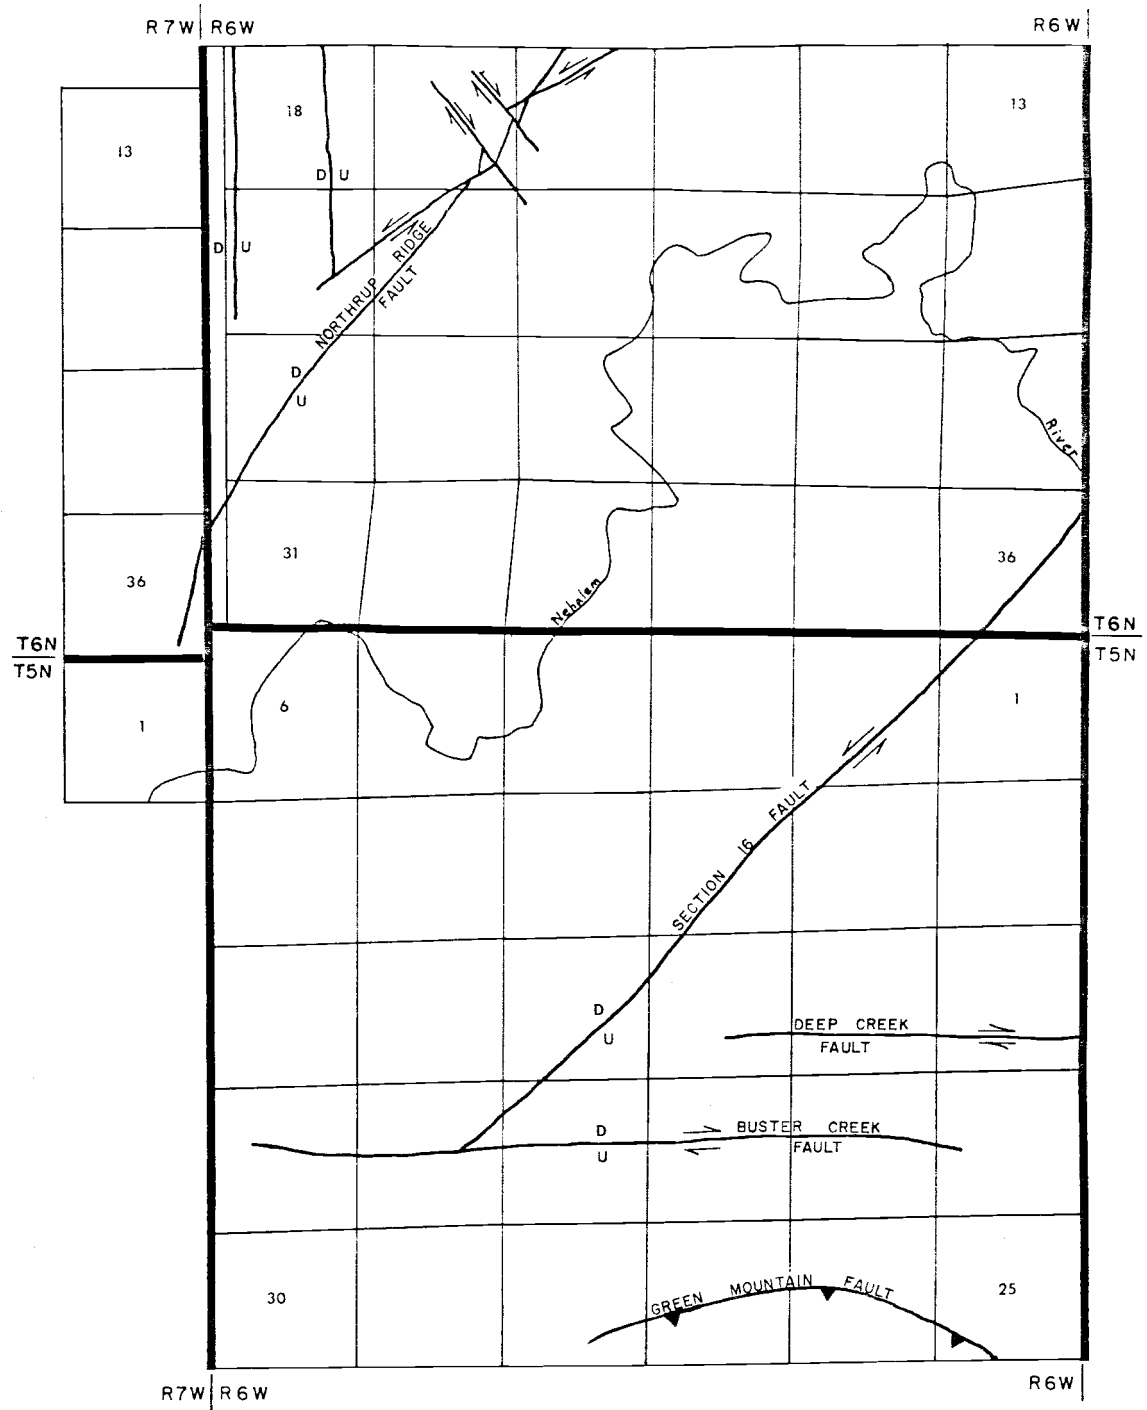 R7W R6W
R6W
18
13
13
D U
D U
NORTHRUP RIDGE
FAULT
D
U
River
31
36
36
Nehalem
T6N
T5N
T6N
T5N
1
6
1
SECTION 16 FAULT
D
U
DEEP CREEK
FAULT
D
U
BUSTER CREEK
FAULT
30
GREEN MOUNTAIN FAULT
25
R7W R6W
R6W